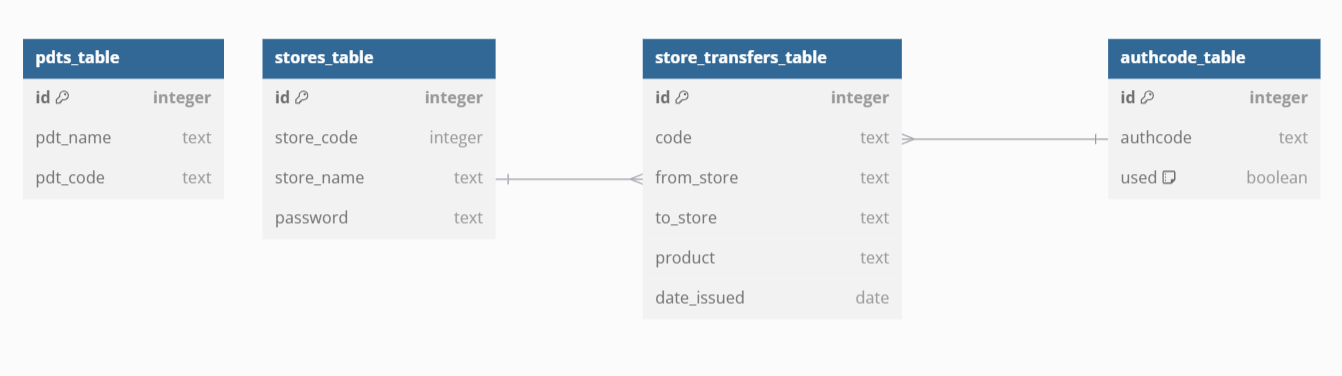 pdts_table
id integer
pdt_name text
pdt_code text
stores_table
id integer
store_code integer
store_name text
password text
store_transfers_table
id integer
code text
from_store text
to_store text
product text
date_issued date
authcode_table
id integer
authcode text
used boolean